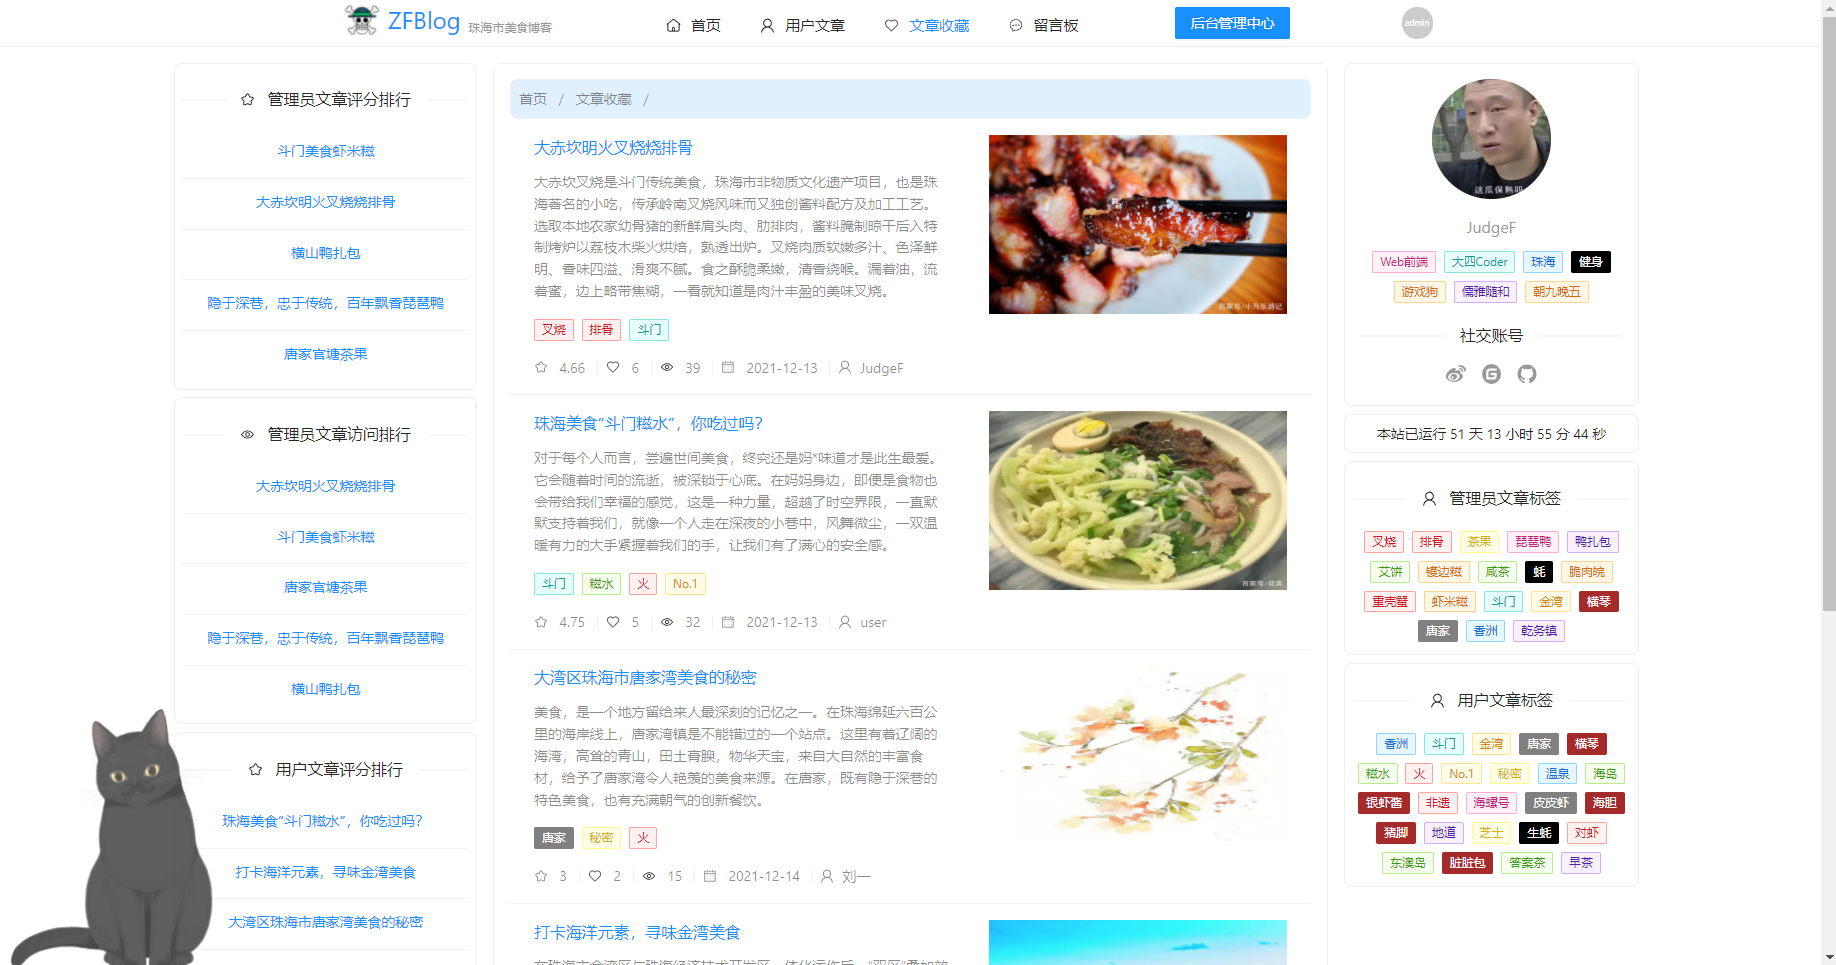 ZFBlog 珠海市美食博客
首页 用户文章 文章收藏 留言板 后台管理中心 admin
管理员文章评分排行
斗门美食虾米糍
大赤坎明火叉烧烧排骨
横山鸭扎包
隐于深巷，忠于传统，百年飘香琵琶鸭
唐家官塘茶果
管理员文章访问排行
大赤坎明火叉烧烧排骨
斗门美食虾米糍
唐家官塘茶果
隐于深巷，忠于传统，百年飘香琵琶鸭
横山鸭扎包
用户文章评分排行
珠海美食“斗门糍水”，你吃过吗？
打卡海洋元素，寻味金湾美食
大湾区珠海市唐家湾美食的秘密
首页 / 文章收藏 /
大赤坎明火叉烧烧排骨
大赤坎叉烧是斗门传统美食，珠海市非物质文化遗产项目，也是珠
海著名的小吃，传承岭南叉烧风味而又独创酱料配方及加工工艺。
选取本地农家幼骨猪的新鲜肩头肉、肋排肉，酱料腌制晾干后入特
制烤炉以荔枝木柴火烘焙，熟透出炉。叉烧肉质软嫩多汁、色泽鲜
明、香味四溢、滑爽不腻。食之酥脆柔嫩，清香绕喉。漏着油，流
着蜜，边上略带焦糊，一看就知道是肉汁丰盈的美味叉烧。
叉烧 排骨 斗门
4.66 6 39 2021-12-13 JudgeF
百家号/小鸟乐游记
珠海美食“斗门糍水”，你吃过吗？
对于每个人而言，尝遍世间美食，终究还是妈*味道才是此生最爱。
它会随着时间的流逝，被深锁于心底。在妈妈身边，即便是食物也
会带给我们幸福的感觉，这是一种力量，超越了时空界限，一直默
默支持着我们，就像一个人走在深夜的小巷中，风舞微尘，一双温
暖有力的大手紧握着我们的手，让我们有了满心的安全感。
斗门 糍水 火 No.1
4.75 5 32 2021-12-13 user
大湾区珠海市唐家湾美食的秘密
美食，是一个地方留给来人最深刻的记忆之一。在珠海绵延六百公
里的海岸线上，唐家湾镇是不能错过的一个站点。这里有着辽阔的
海湾，高耸的青山，田土膏腴，物华天宝，来自大自然的丰富食
材，给予了唐家湾令人艳羡的美食来源。在唐家，既有隐于深巷的
特色美食，也有充满朝气的创新餐饮。
唐家 秘密 火
3 2 15 2021-12-14 刘一
打卡海洋元素，寻味金湾美食
这瓜保熟吗
JudgeF
Web前端 大四Coder 珠海 健身
游戏狗 儒雅随和 朝九晚五
社交账号
本站已运行 51 天 13 小时 55 分 44 秒
管理员文章标签
叉烧 排骨 茶果 琵琶鸭 鸭扎包
艾饼 镬边糍 咸茶 蚝 脆肉皖
重壳蟹 虾米糍 斗门 金湾 横琴
唐家 香洲 乾务镇
用户文章标签
香洲 斗门 金湾 唐家 横琴
糍水 火 No.1 秘密 温泉 海岛
银虾酱 非遗 海螺号 皮皮虾 海胆
猪脚 地道 芝士 生蚝 对虾
东澳岛 脏脏包 答案茶 早茶